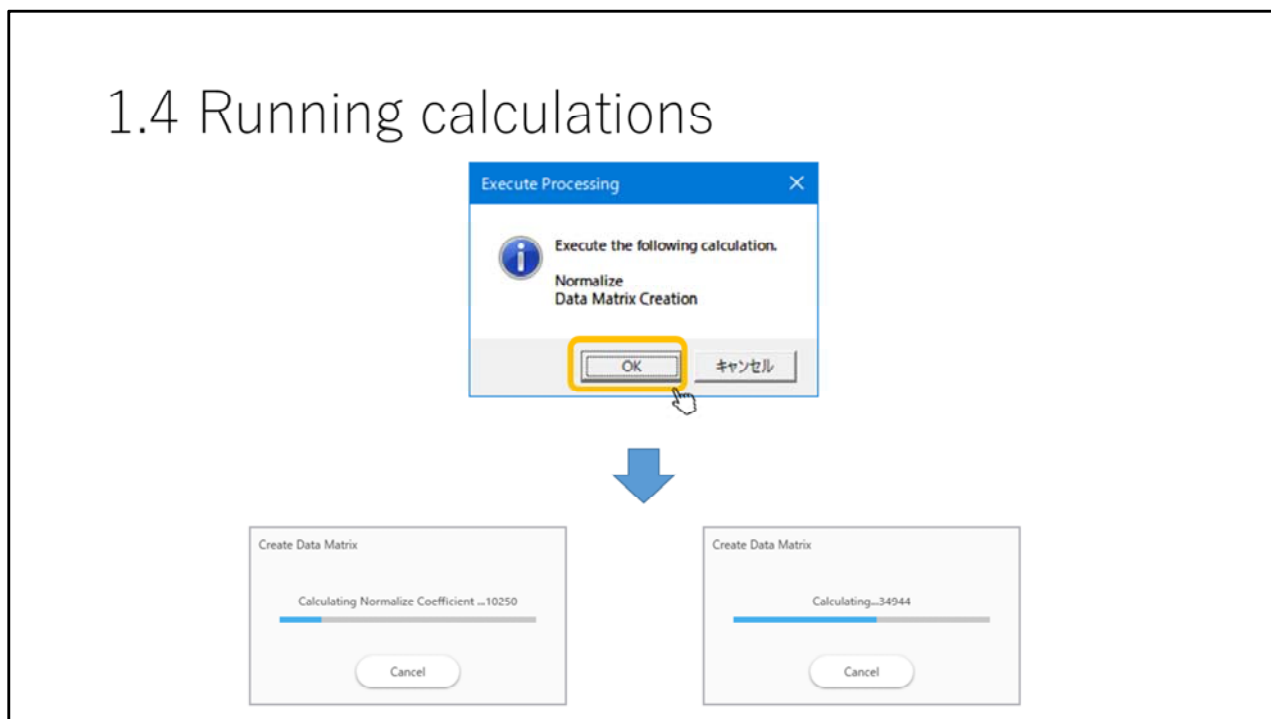 1.4 Running calculations
Execute Processing
Execute the following calculation.
Normalize
Data Matrix Creation
OK
キャンセル
Create Data Matrix
Calculating Normalize Coefficient ...10250
Cancel
Create Data Matrix
Calculating...34944
Cancel